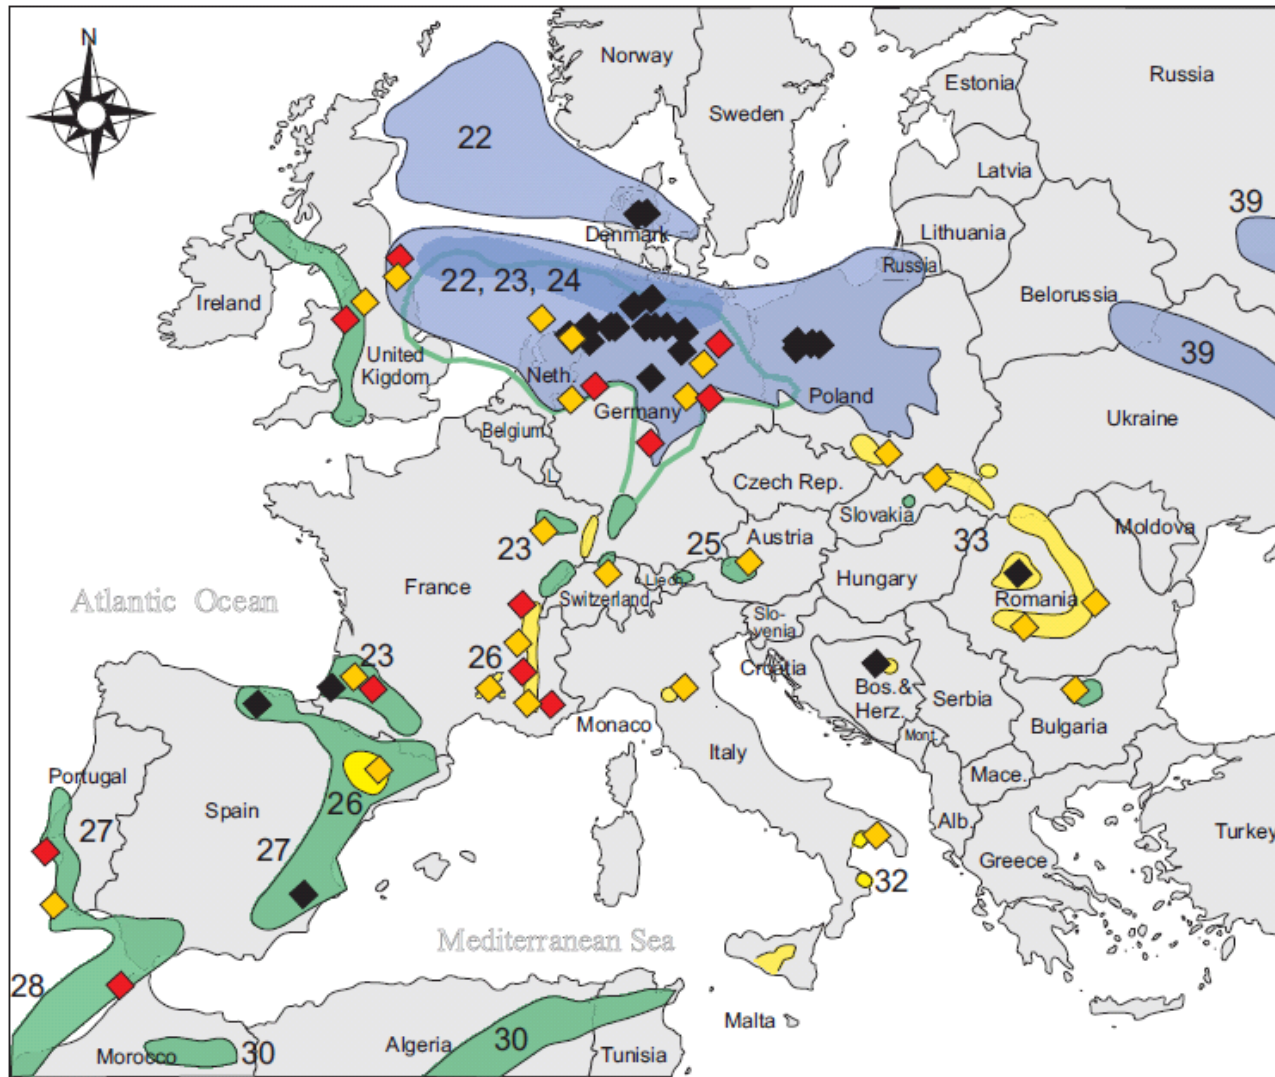 N
Norway
Russia
Estonia
Sweden
22
Latvia
39
Lithuania
Denmark
Russia
22, 23, 24
Ireland
Belorussia
39
United
Kigdom
Neth.
Poland
Germany
Ukraine
Belgium
L.
Czech Rep.
Slovakia
Moldova
23
25
Austria
33
France
Liech.
Hungary
Atlantic Ocean
Switzerland
Romania
Slo-
venia
23
26
Croatia
Bos.&
Herz.
Serbia
Bulgaria
Monaco
Mont.
Italy
Portugal
Mace.
26
Spain
27
Alb.
Turkey
27
Greece
32
Mediterranean Sea
28
Malta
Morocco
30
Algeria
30
Tunisia